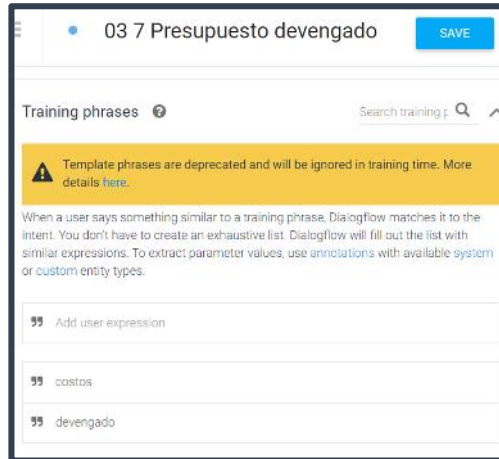 03 7 Presupuesto devengado
SAVE
Training phrases
Search training p
Template phrases are deprecated and will be ignored in training time. More
details here.
When a user says something similar to a training phrase, Dialogflow matches it to the
intent. You don't have to create an exhaustive list. Dialogflow will fill out the list with
similar expressions. To extract parameter values, use annotations with available system
or custom entity types.
Add user expression
costos
devengado